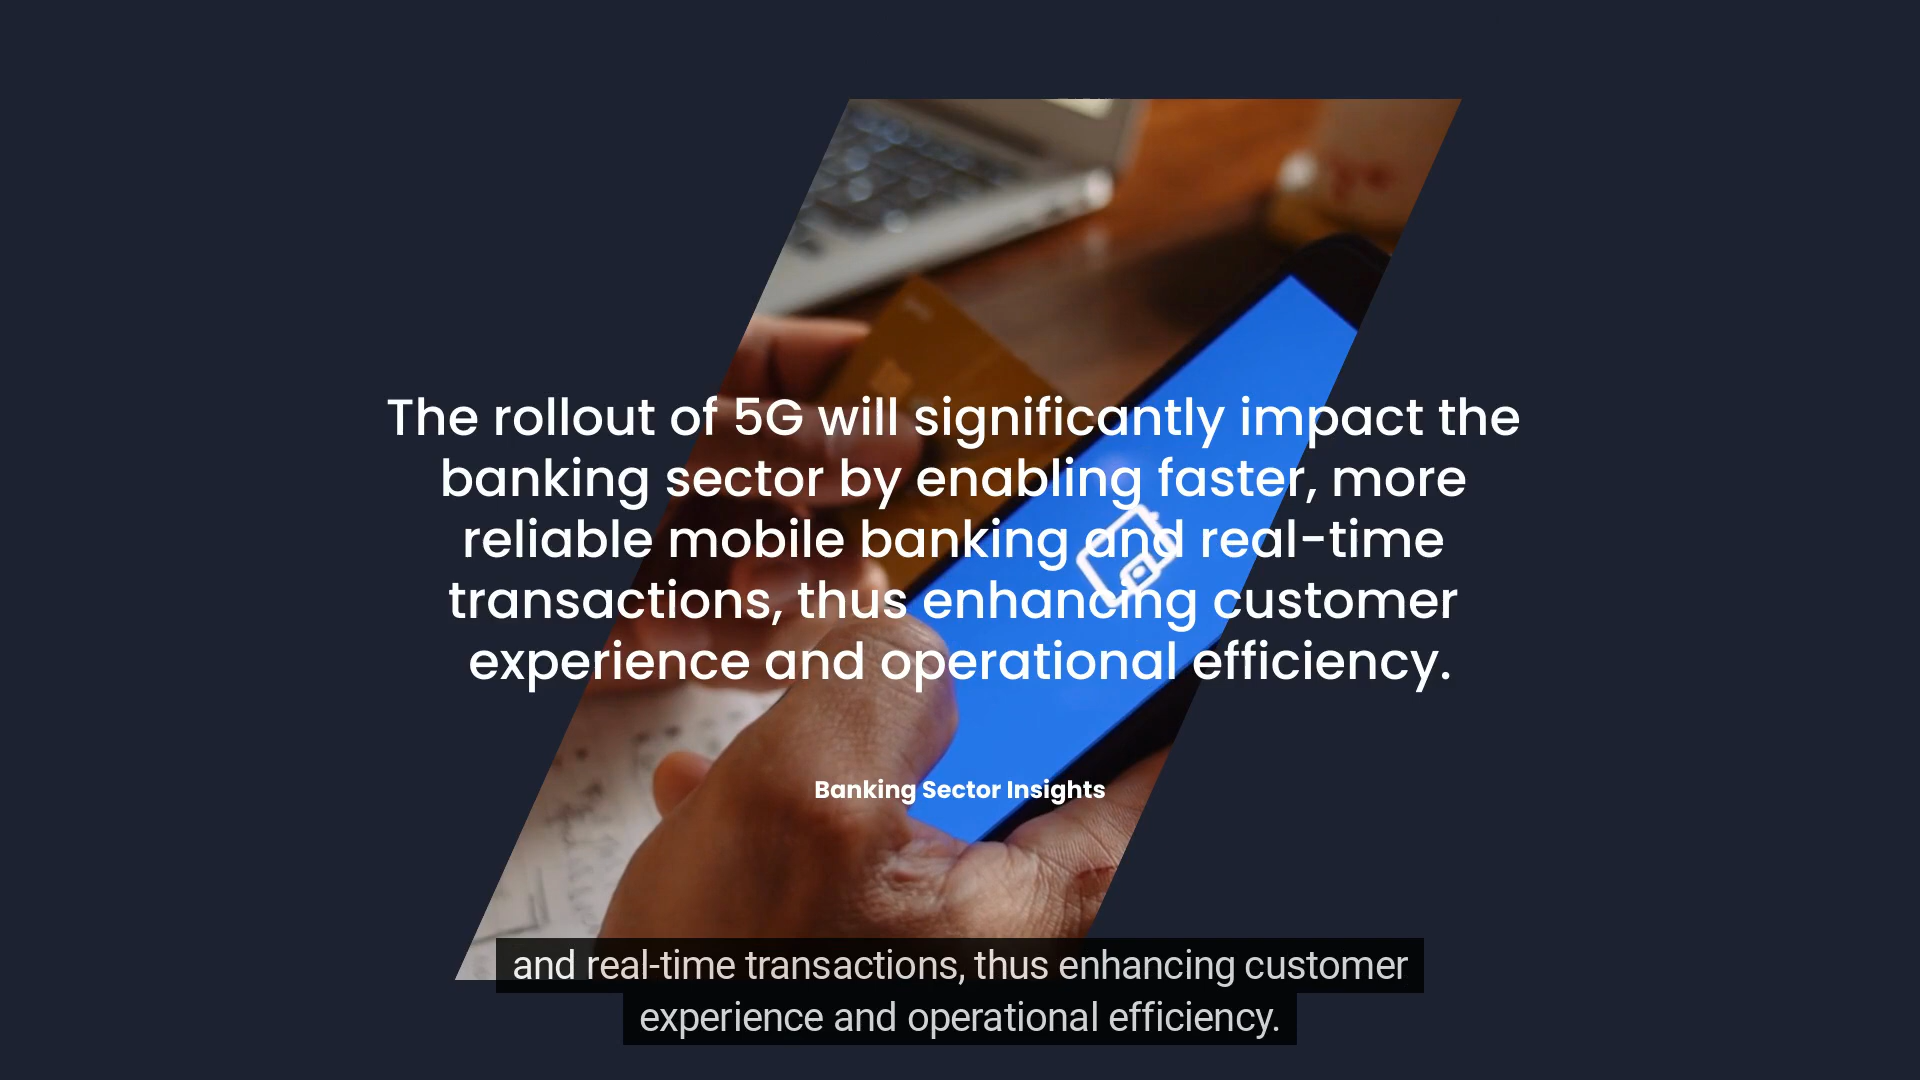 The rollout of 5G will significantly impact the
banking sector by enabling faster, more
reliable mobile banking and real-time
transactions, thus enhancing customer
experience and operational efficiency.
Banking Sector Insights
and real-time transactions, thus enhancing customer
experience and operational efficiency.